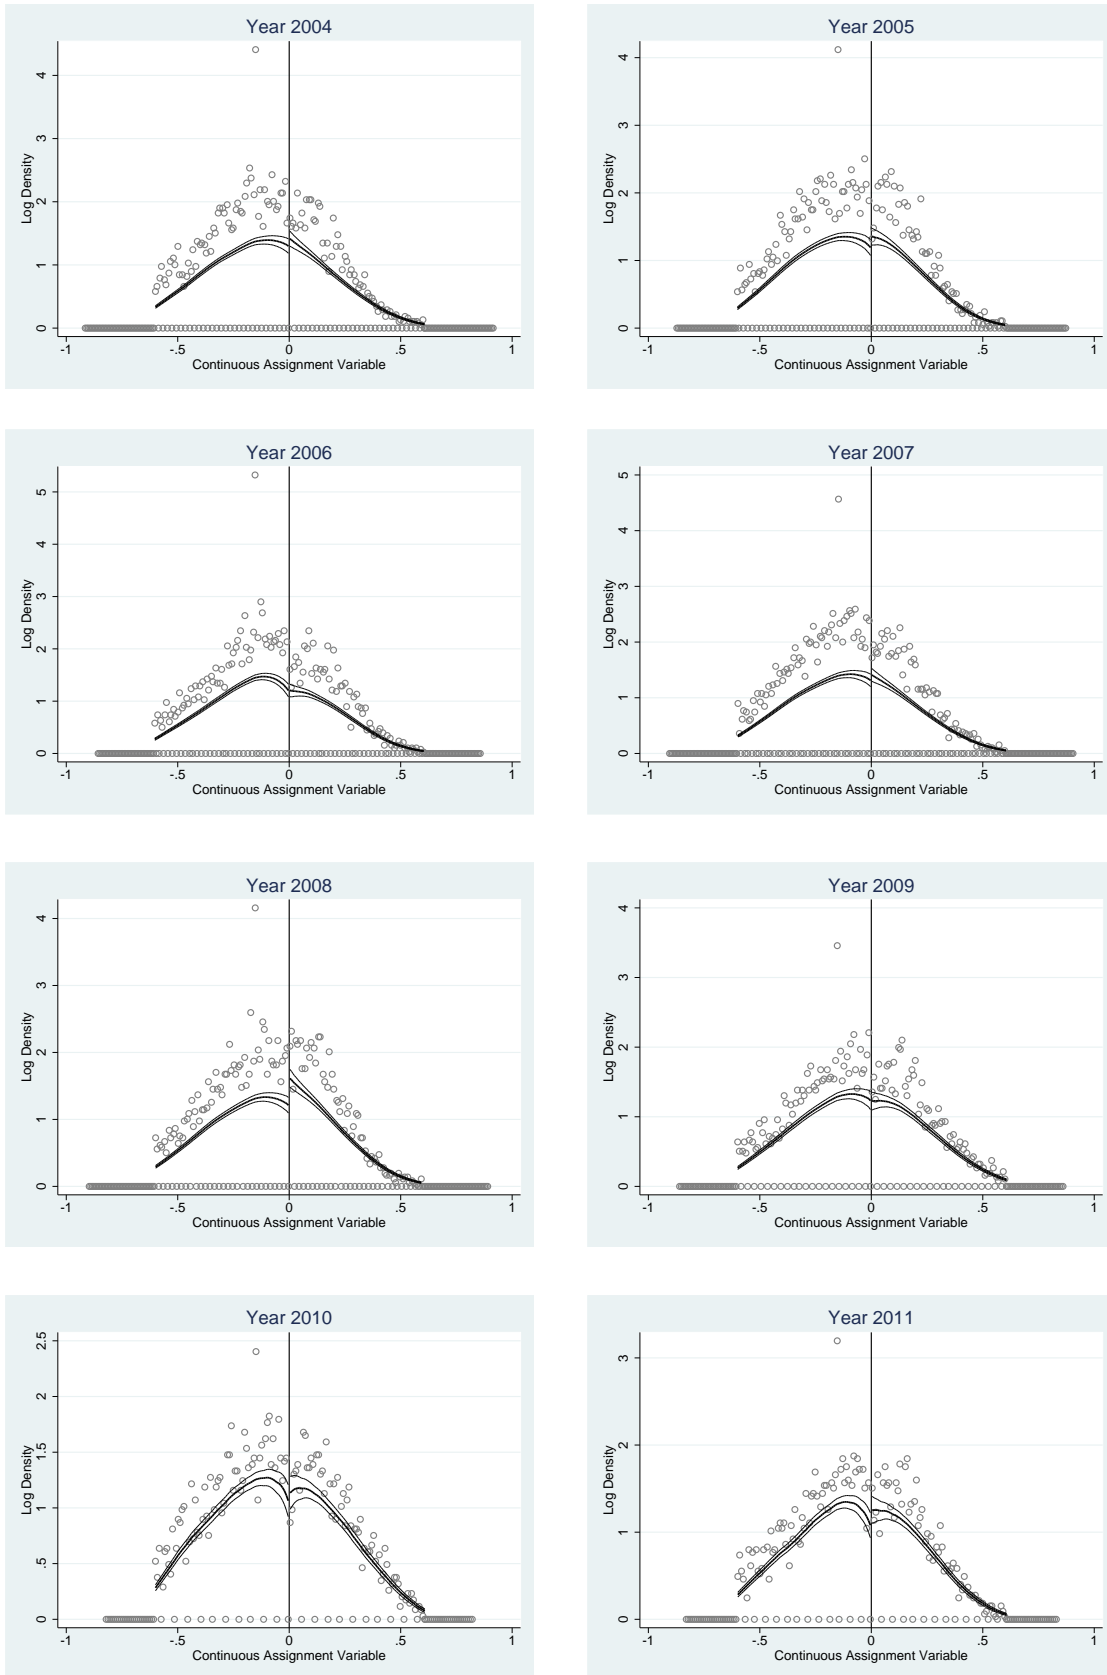 Year 2004
4
3
2
1
0
Log Density
-1 -.5 0 .5 1
Continuous Assignment Variable
Year 2005
4
3
2
1
0
Log Density
-1 -.5 0 .5 1
Continuous Assignment Variable
Year 2006
5
4
3
2
1
0
Log Density
-1 -.5 0 .5 1
Continuous Assignment Variable
Year 2007
5
4
3
2
1
0
Log Density
-1 -.5 0 .5 1
Continuous Assignment Variable
Year 2008
4
3
2
1
0
Log Density
-1 -.5 0 .5 1
Continuous Assignment Variable
Year 2009
4
3
2
1
0
Log Density
-1 -.5 0 .5 1
Continuous Assignment Variable
Year 2010
2.5
2
1.5
1
.5
0
Log Density
-1 -.5 0 .5 1
Continuous Assignment Variable
Year 2011
3
2
1
0
Log Density
-1 -.5 0 .5 1
Continuous Assignment Variable